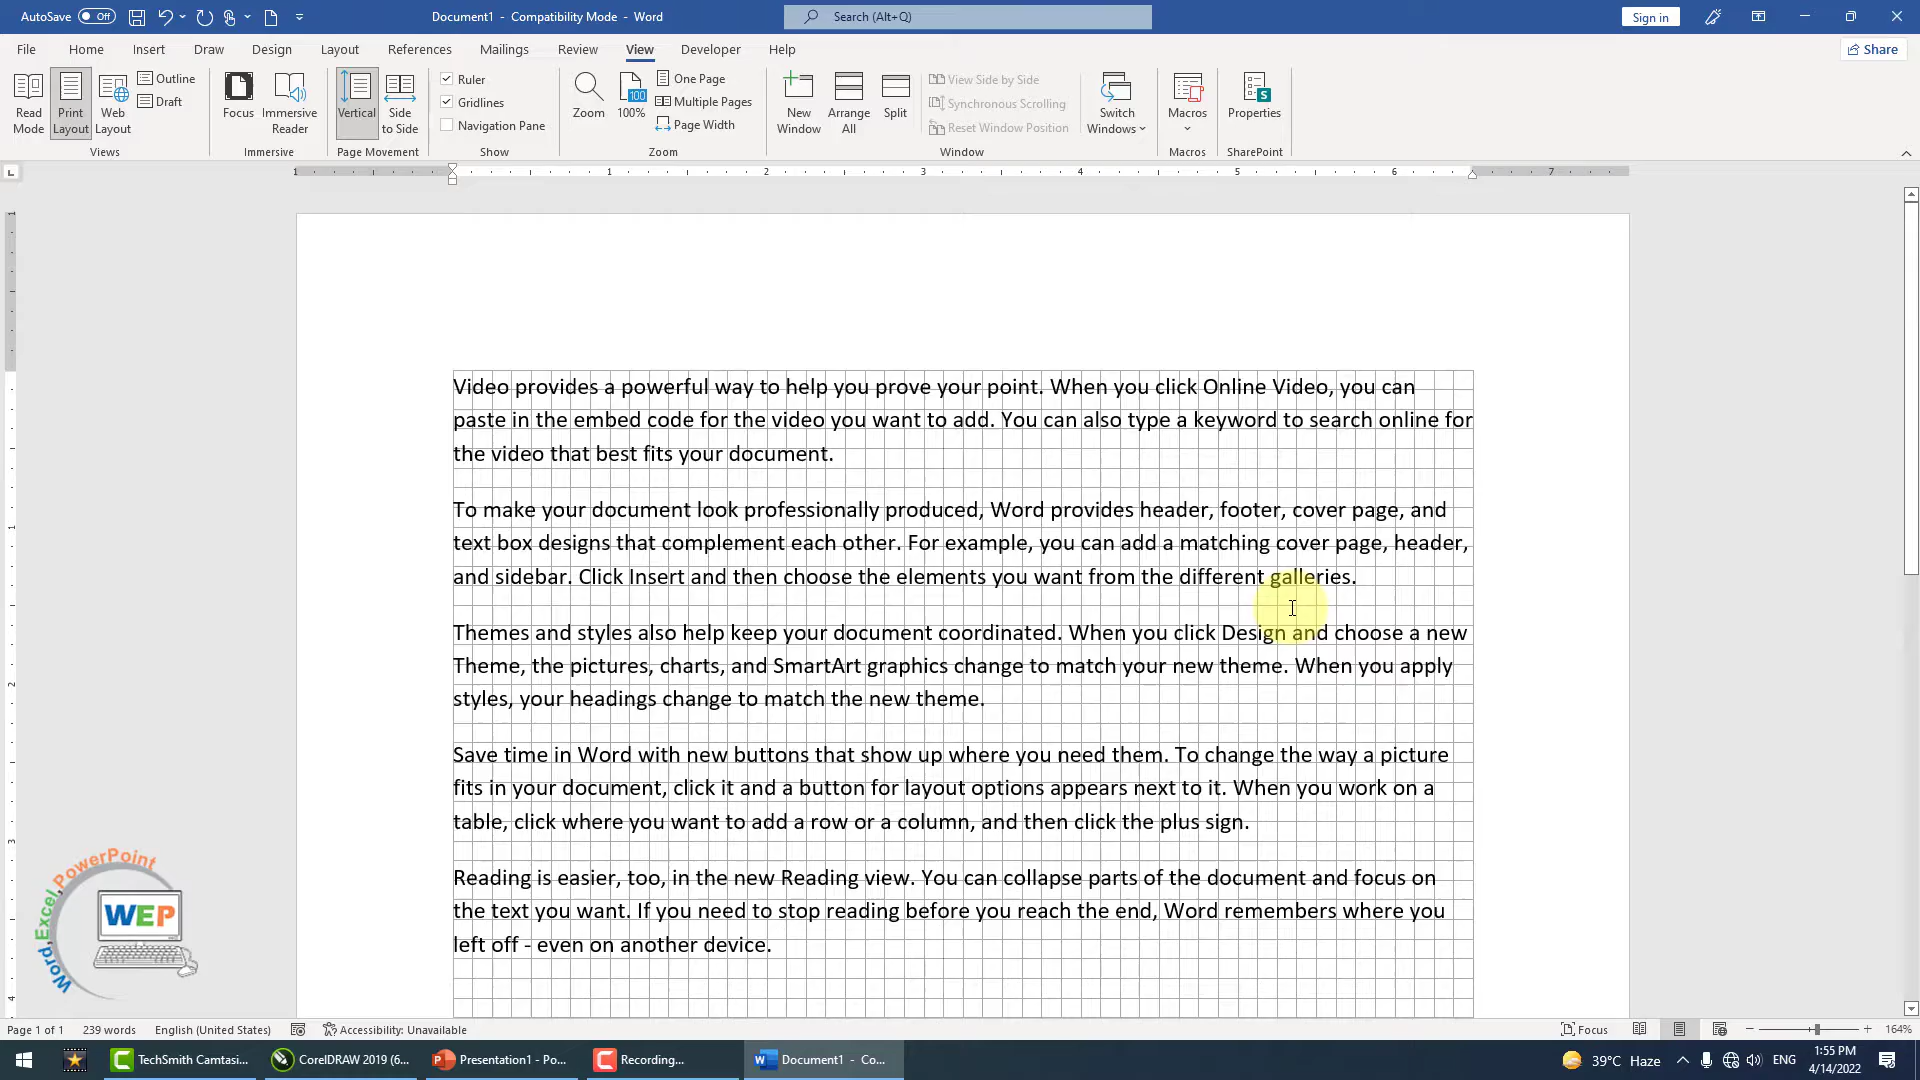 AutoSave Off
Document1 - Compatibility Mode - Word
Search (Alt+Q)
Sign in
File Home Insert Draw Design Layout References Mailings Review View Developer Help
Share
Read Mode
Print Layout
Web Layout
Outline
Draft
Views
Focus
Immersive Reader
Immersive
Vertical
Side to Side
Page Movement
Ruler
Gridlines
Navigation Pane
Show
Zoom
100
100%
One Page
Multiple Pages
Page Width
Zoom
New Window
Arrange All
Split
View Side by Side
Synchronous Scrolling
Reset Window Position
Switch Windows
Window
Macros
Macros
S
Properties
SharePoint
1 1 2 3 4 5 6 7
1
1
2
3
4
Video provides a powerful way to help you prove your point. When you click Online Video, you can
paste in the embed code for the video you want to add. You can also type a keyword to search online for
the video that best fits your document.
To make your document look professionally produced, Word provides header, footer, cover page, and
text box designs that complement each other. For example, you can add a matching cover page, header,
and sidebar. Click Insert and then choose the elements you want from the different galleries.
Themes and styles also help keep your document coordinated. When you click Design and choose a new
Theme, the pictures, charts, and SmartArt graphics change to match your new theme. When you apply
styles, your headings change to match the new theme.
Save time in Word with new buttons that show up where you need them. To change the way a picture
fits in your document, click it and a button for layout options appears next to it. When you work on a
table, click where you want to add a row or a column, and then click the plus sign.
Reading is easier, too, in the new Reading view. You can collapse parts of the document and focus on
the text you want. If you need to stop reading before you reach the end, Word remembers where you
left off - even on another device.
Word,Excel,PowerPoint
WEP
Page 1 of 1 239 words English (United States) Accessibility: Unavailable
Focus
164%
TechSmith Camtasi...
CorelDRAW 2019 (6...
Presentation1 - Po...
Recording...
Document1 - Co...
39°C Haze
ENG
1:55 PM
4/14/2022